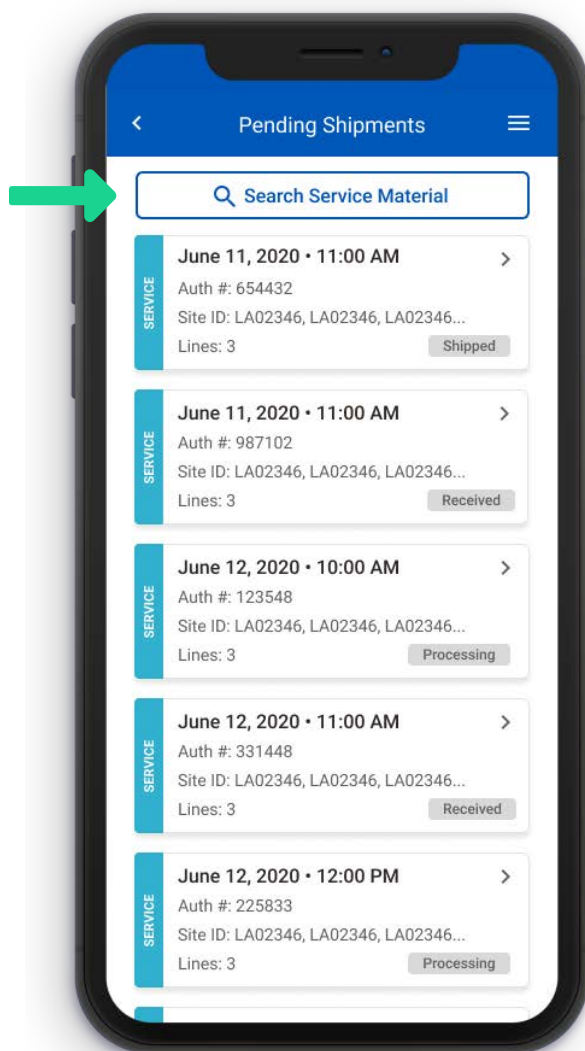 Pending Shipments
Search Service Material
SERVICE
June 11, 2020 • 11:00 AM
Auth #: 654432
Site ID: LA02346, LA02346, LA02346...
Lines: 3
Shipped
SERVICE
June 11, 2020 • 11:00 AM
Auth #: 987102
Site ID: LA02346, LA02346, LA02346...
Lines: 3
Received
SERVICE
June 12, 2020 • 10:00 AM
Auth #: 123548
Site ID: LA02346, LA02346, LA02346...
Lines: 3
Processing
SERVICE
June 12, 2020 • 11:00 AM
Auth #: 331448
Site ID: LA02346, LA02346, LA02346...
Lines: 3
Received
SERVICE
June 12, 2020 • 12:00 PM
Auth #: 225833
Site ID: LA02346, LA02346, LA02346...
Lines: 3
Processing